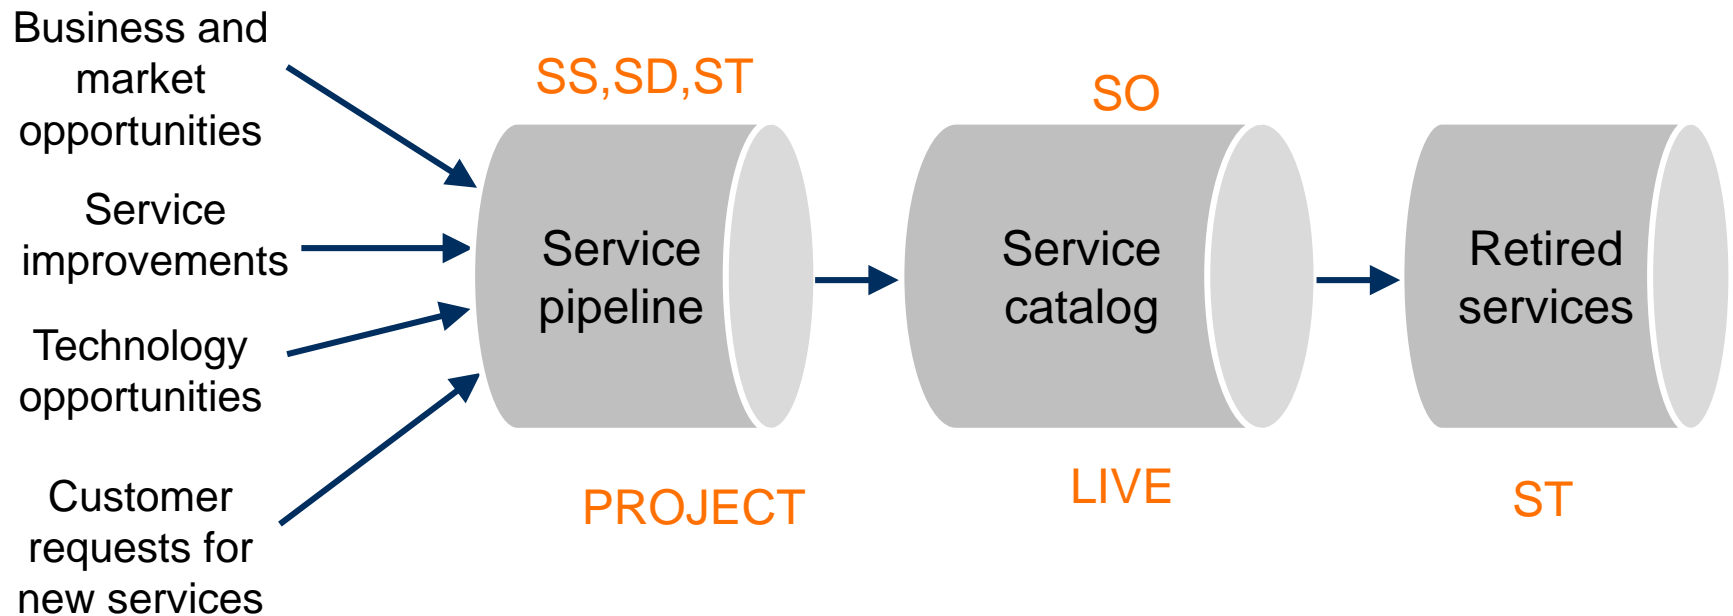 Business and
market
opportunities
Service
improvements
Technology
opportunities
Customer
requests for
new services
SS,SD,ST
Service
pipeline
PROJECT
SO
Service
catalog
LIVE
Retired
services
ST